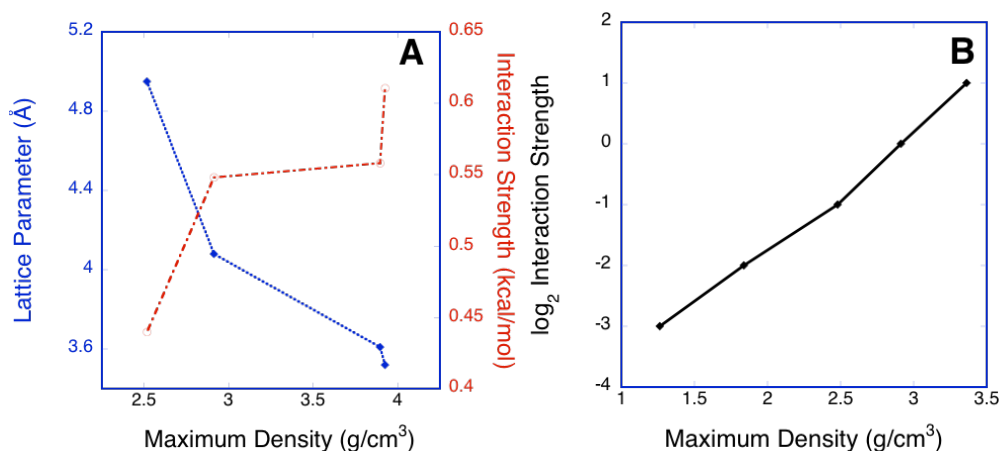 A
5.2
4.8
4.4
4
3.6
Lattice Parameter (Å)
0.65
0.6
0.55
0.5
0.45
0.4
Interaction Strength (kcal/mol)
2.5 3 3.5 4
Maximum Density (g/cm³)
B
2
1
0
-1
-2
-3
-4
log₂ Interaction Strength
1 1.5 2 2.5 3 3.5
Maximum Density (g/cm³)